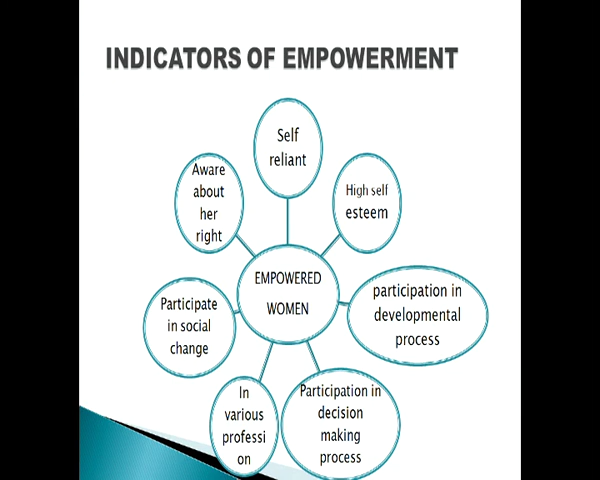 INDICATORS OF EMPOWERMENT
Self
reliant
High self
esteem
participation in
developmental
process
Participation in
decision
making
process
In
various
professi
on
Participate
in social
change
Aware
about
her
right
EMPOWERED
WOMEN